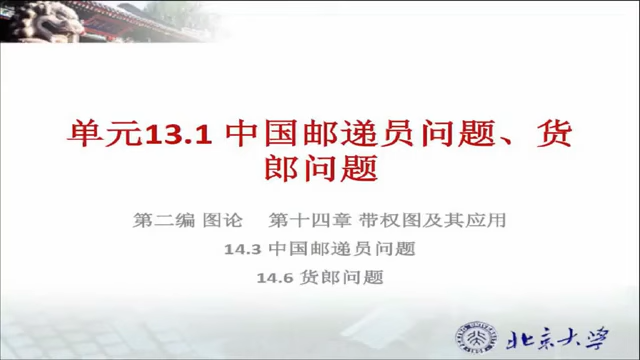 单元13.1 中国邮递员问题、货
郎问题
第二编 图论 第十四章 带权图及其应用
14.3 中国邮递员问题
14.6 货郎问题
北京大学